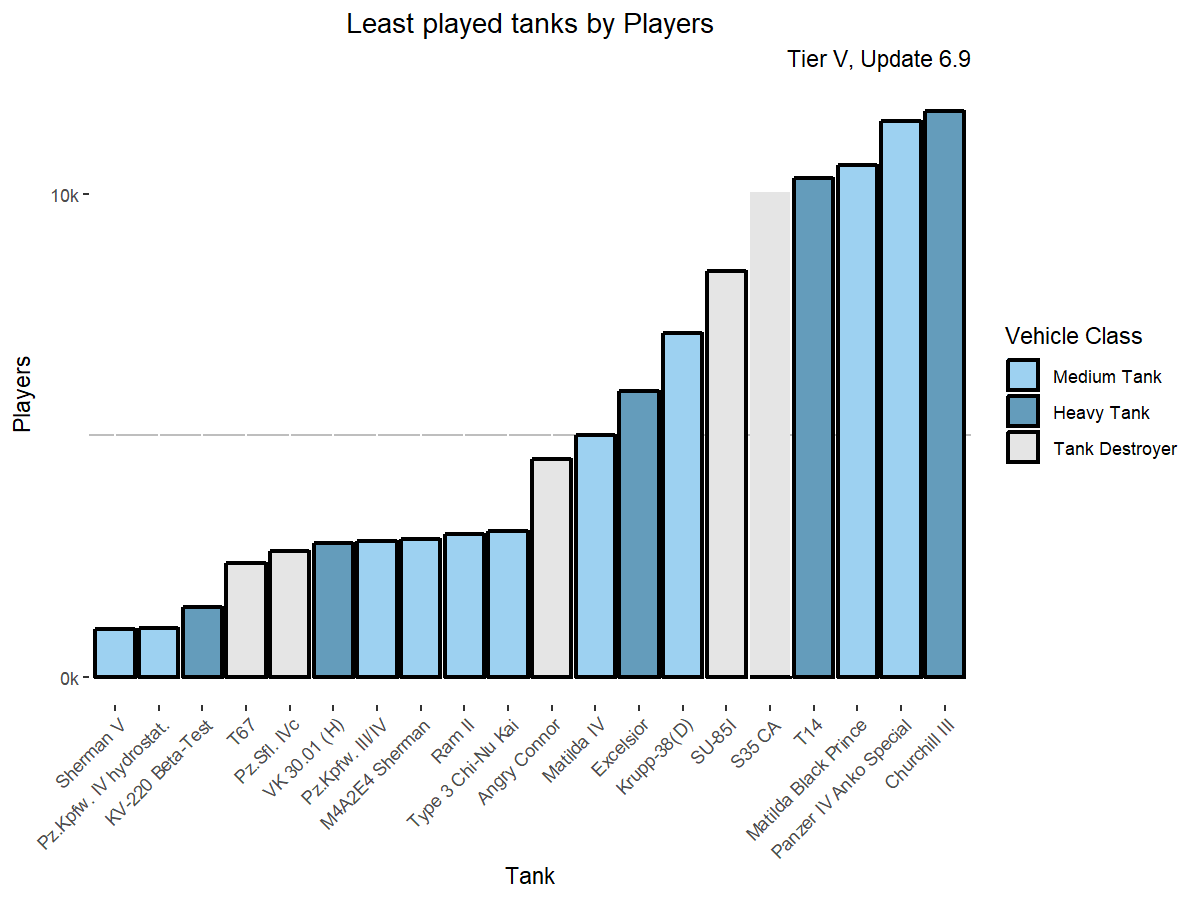 Least played tanks by Players
Tier V, Update 6.9
10k
0k
Players
Sherman V
Pz.Kpfw. IV hydrostat.
KV-220 Beta-Test
T67
Pz.Sfl. IVc
VK 30.01 (H)
Pz.Kpfw. III/IV
M4A2E4 Sherman
Ram II
Type 3 Chi-Nu Kai
Angry Connor
Matilda IV
Excelsior
Krupp-38(D)
SU-85I
S35 CA
T14
Matilda Black Prince
Panzer IV Anko Special
Churchill III
Tank
Vehicle Class
Medium Tank
Heavy Tank
Tank Destroyer